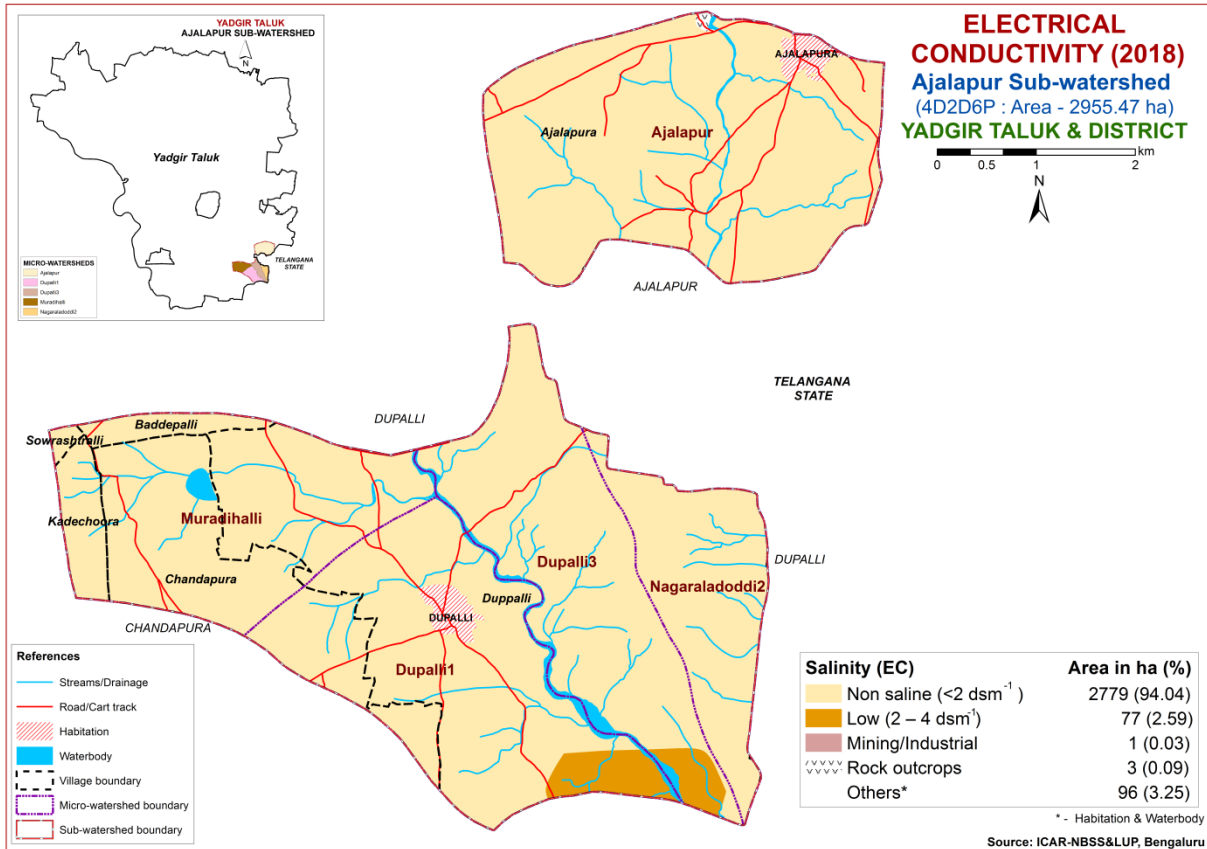 YADGIR TALUK
AJALAPUR SUB-WATERSHED
N
Yadgir Taluk
TELANGANA
STATE
MICRO-WATERSHEDS
Ajalapur
Dupalli1
Dupalli3
Muradihalli
Nagaraladoddi2
ELECTRICAL
CONDUCTIVITY (2018)
Ajalapur Sub-watershed
(4D2D6P : Area - 2955.47 ha)
YADGIR TALUK & DISTRICT
km
0 0.5 1 2
N
AJALAPURA
Ajalapura
Ajalapur
AJALAPUR
TELANGANA
STATE
DUPALLI
Baddepalli
Sowrashtralli
Kadechoora
Muradihalli
Chandapura
CHANDAPURA
Dupalli3
DUPALLI
Nagaraladoddi2
Duppalli
DUPALLI
Dupalli1
References
Streams/Drainage
Road/Cart track
Habitation
Waterbody
Village boundary
Micro-watershed boundary
Sub-watershed boundary
Salinity (EC) Area in ha (%)
Non saline (<2 dsm⁻¹) 2779 (94.04)
Low (2 – 4 dsm⁻¹) 77 (2.59)
Mining/Industrial 1 (0.03)
Rock outcrops 3 (0.09)
Others* 96 (3.25)
* - Habitation & Waterbody
Source: ICAR-NBSS&LUP, Bengaluru